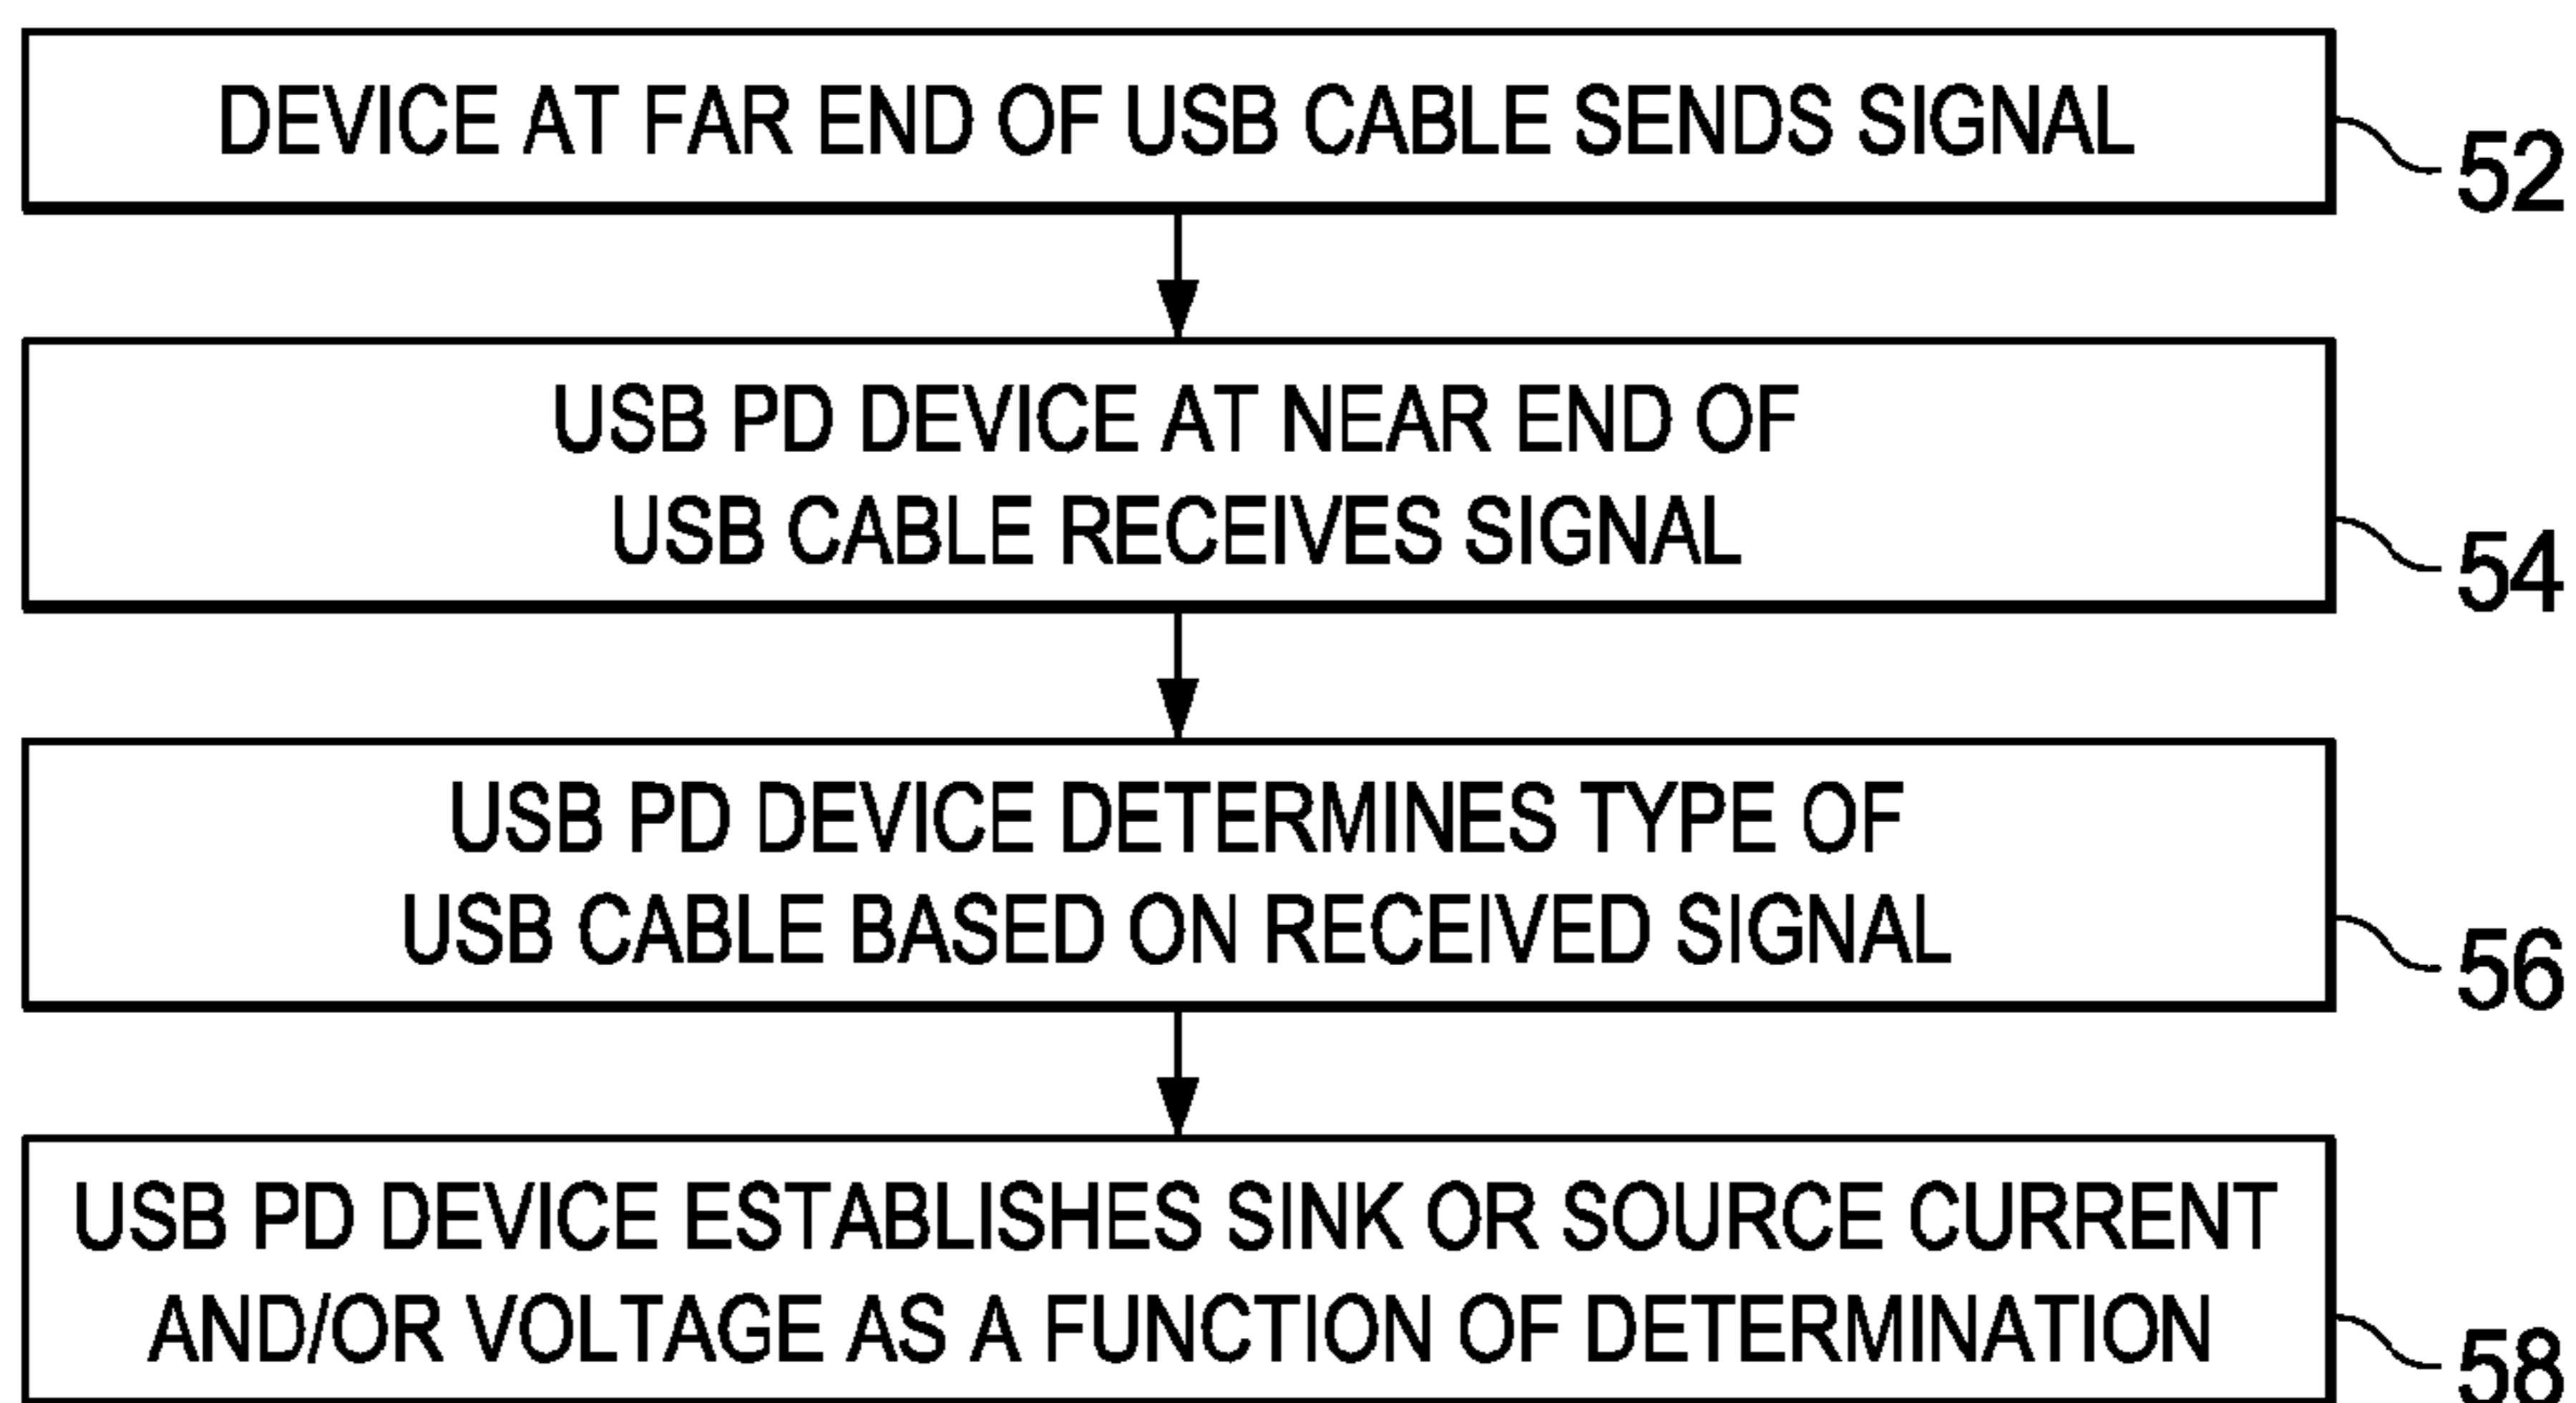 DEVICE AT FAR END OF USB CABLE SENDS SIGNAL
52
USB PD DEVICE AT NEAR END OF
USB CABLE RECEIVES SIGNAL
54
USB PD DEVICE DETERMINES TYPE OF
USB CABLE BASED ON RECEIVED SIGNAL
56
USB PD DEVICE ESTABLISHES SINK OR SOURCE CURRENT
AND/OR VOLTAGE AS A FUNCTION OF DETERMINATION
58